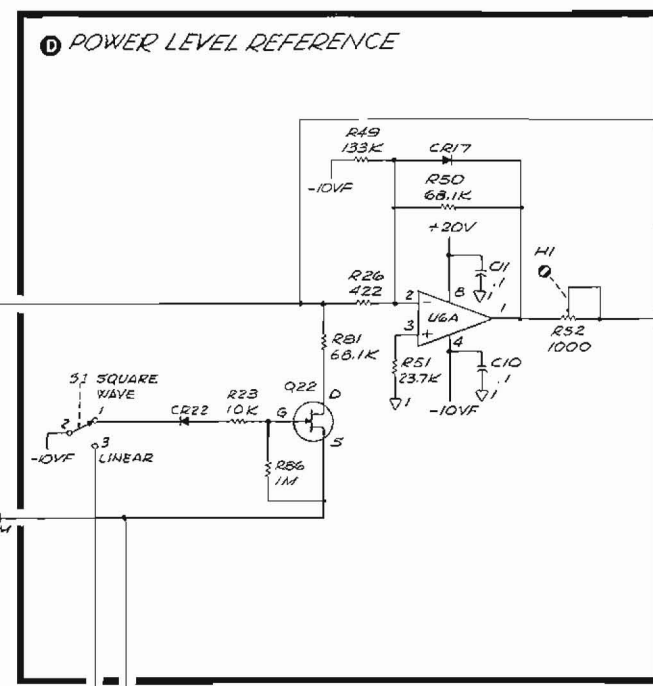 D POWER LEVEL REFERENCE
R49
133K
CR17
-10VF
R50
68.1K
+20V
H1
R26
422
C11
.1
2
-
8
1
U6A
3
+
4
R52
1000
R81
68.1K
R51
23.7K
C10
.1
1
-10VF
S1 SQUARE
WAVE
1
2
CR22
R23
10K
Q22
D
G
S
-10VF
3
LINEAR
R86
1M